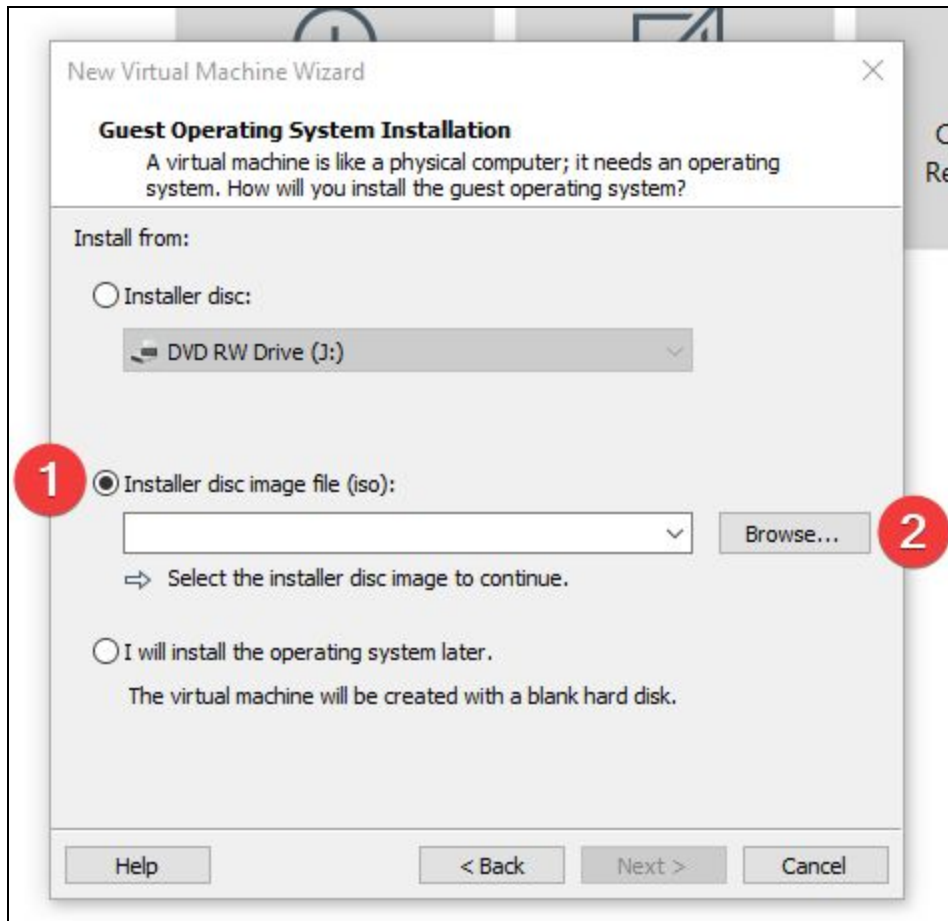 New Virtual Machine Wizard
Guest Operating System Installation
A virtual machine is like a physical computer; it needs an operating
system. How will you install the guest operating system?
C
Re
Install from:
Installer disc:
DVD RW Drive (J:)
1
Installer disc image file (iso):
Browse...
2
Select the installer disc image to continue.
I will install the operating system later.
The virtual machine will be created with a blank hard disk.
Help
< Back
Next >
Cancel